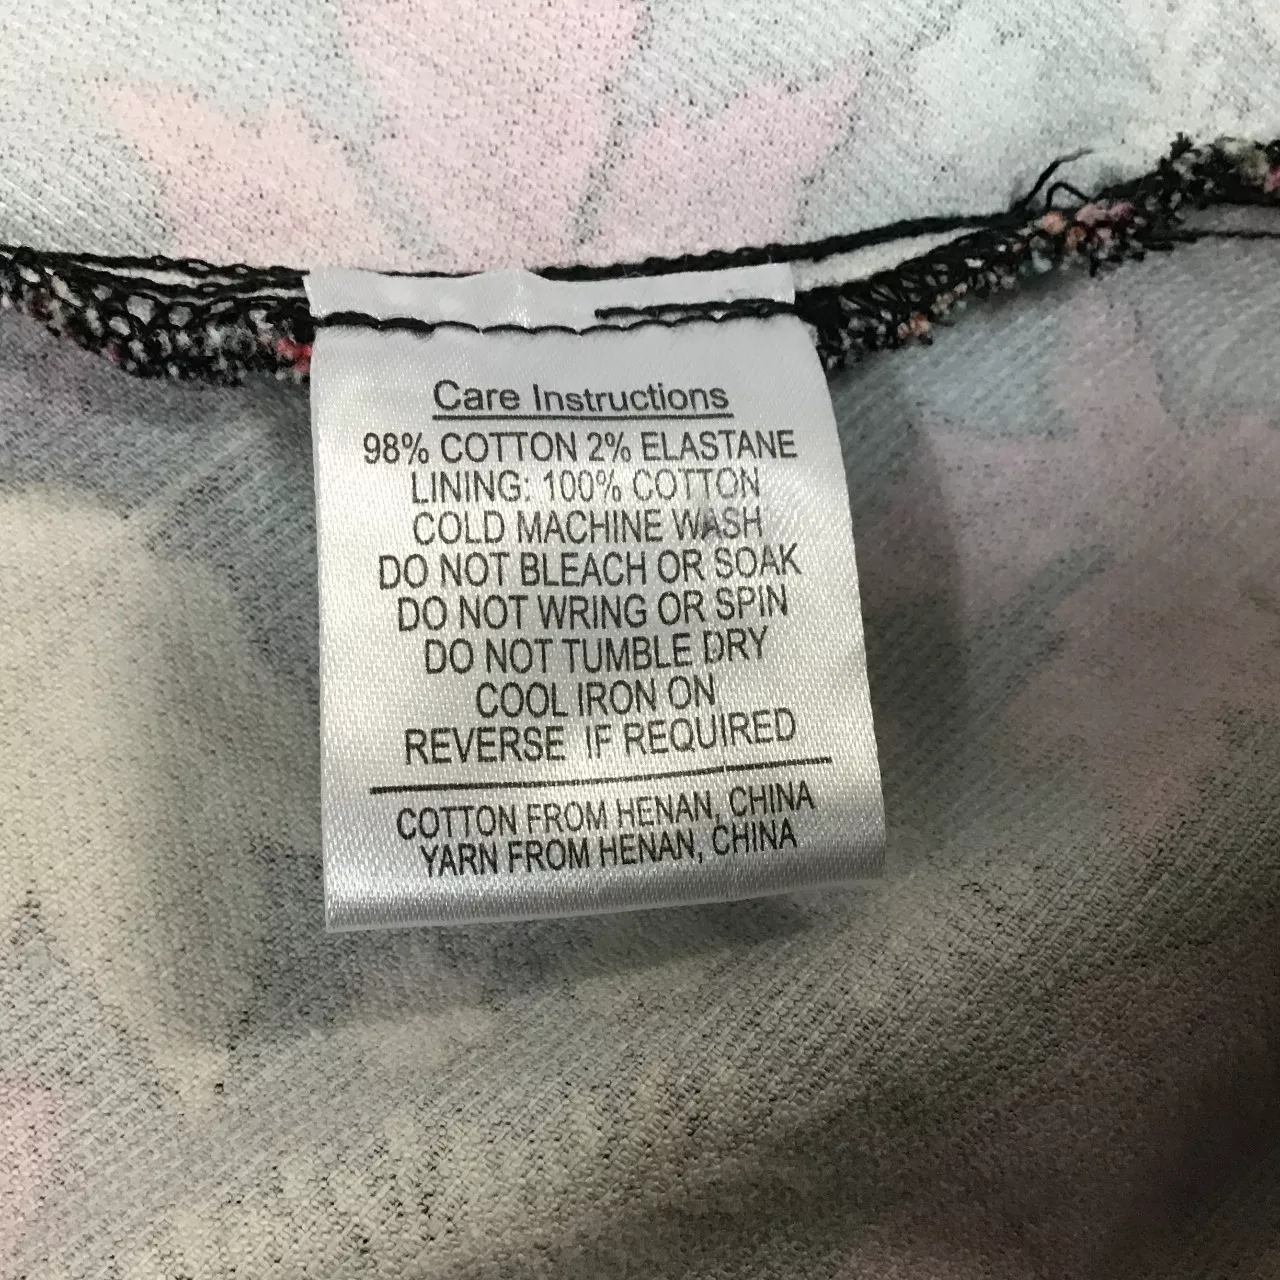 Care Instructions
98% COTTON 2% ELASTANE
LINING: 100% COTTON
COLD MACHINE WASH
DO NOT BLEACH OR SOAK
DO NOT WRING OR SPIN
DO NOT TUMBLE DRY
COOL IRON ON
REVERSE IF REQUIRED
COTTON FROM HENAN, CHINA
YARN FROM HENAN, CHINA